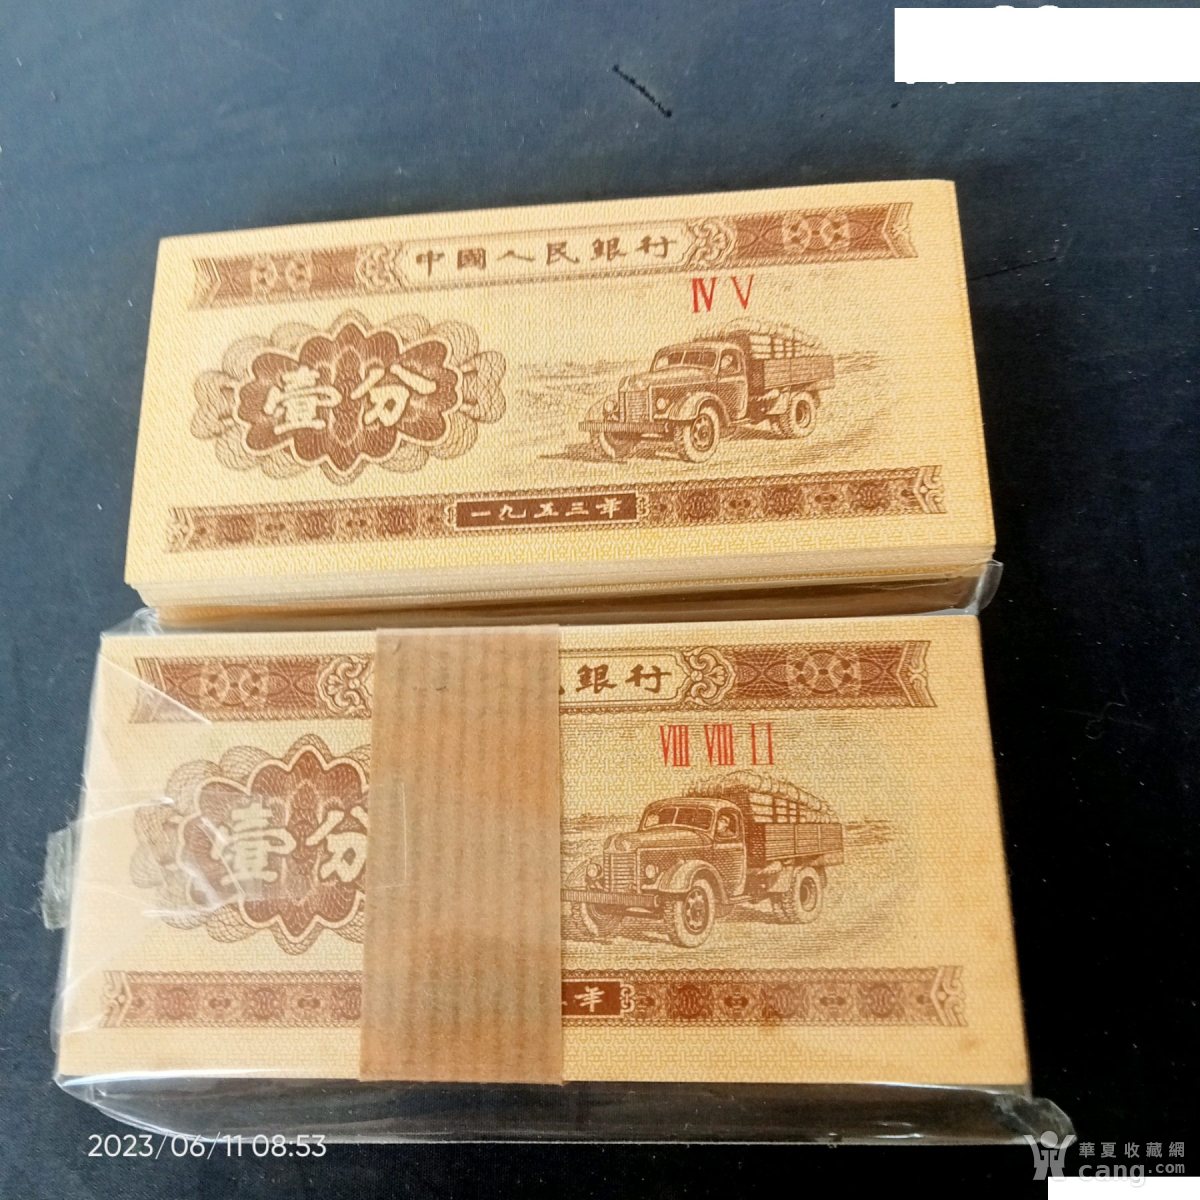 中國人民銀行
Ⅳ Ⅴ
壹分
一九五三年
民銀行
Ⅷ Ⅷ Ⅱ
壹分
年
2023/06/11 08:53
華夏收藏網
cang.com